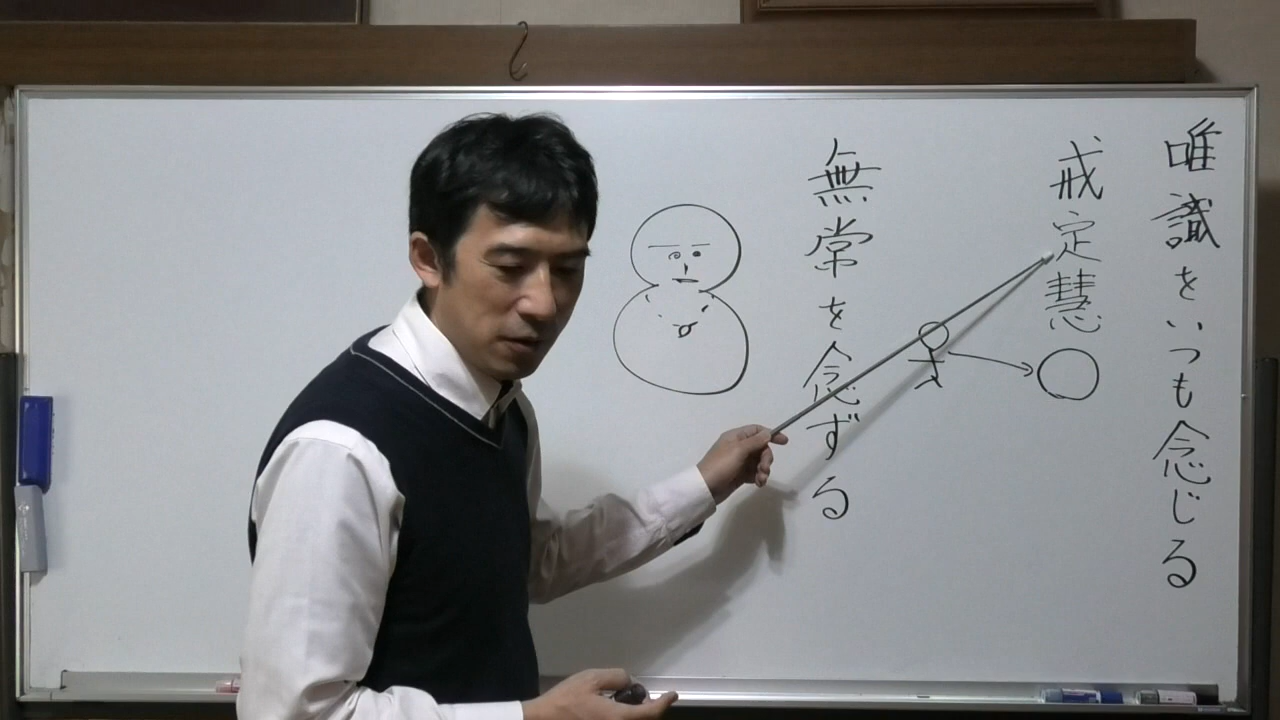 唯識をいつも念じる
戒定慧
無常を念ずる